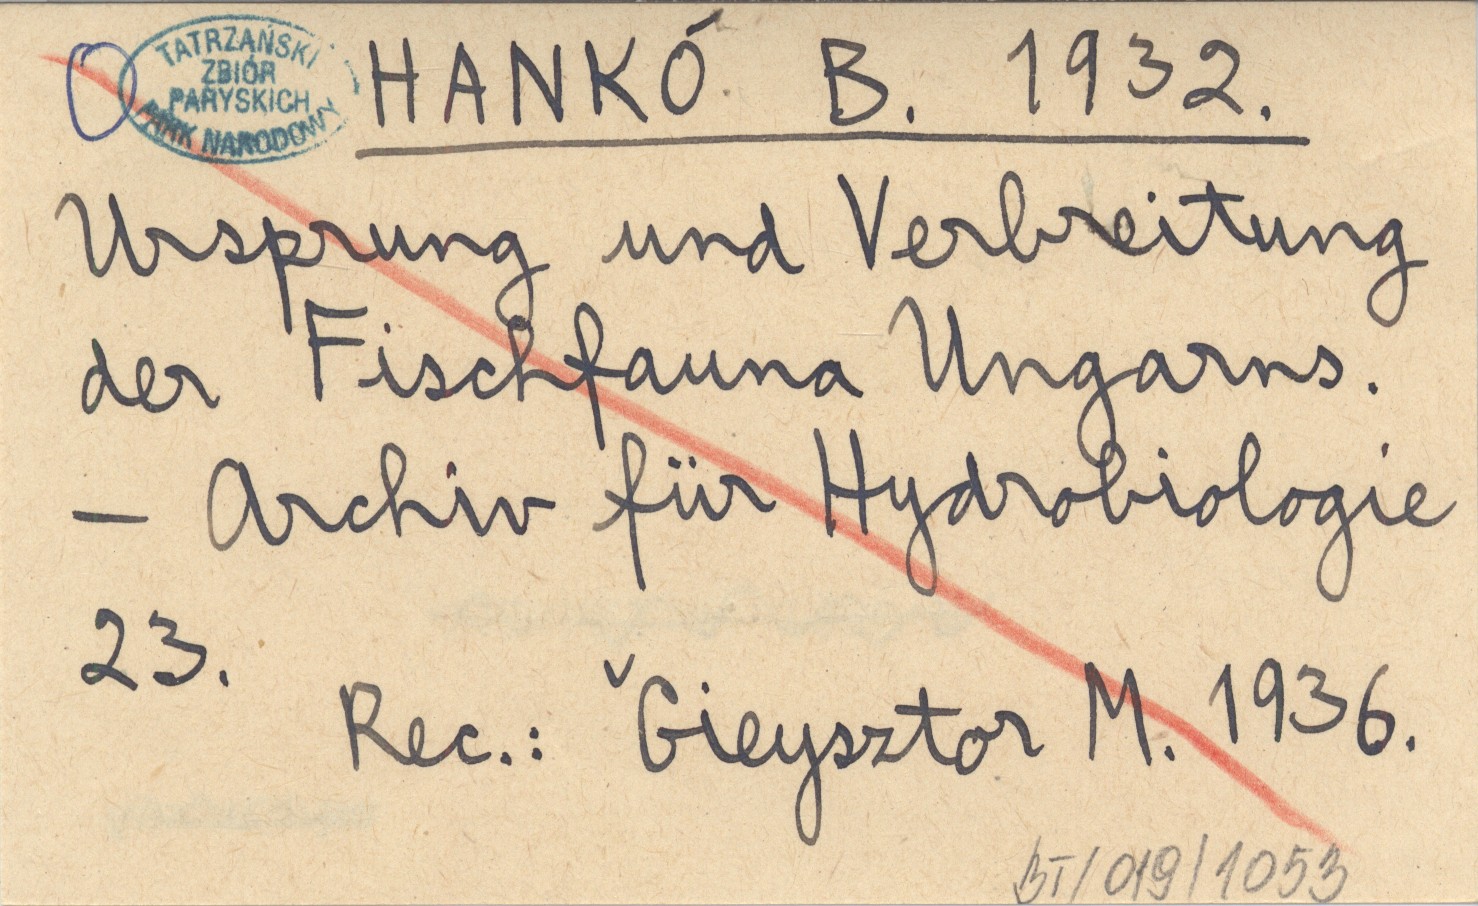 TATRZAŃSKI
ZBIÓR
PARYSKICH
PARK NARODOWY
HANKÓ B. 1932.
Ursprung und Verbreitung
der Fischfauna Ungarns.
– Archiv für Hydrobiologie
23.
Rec.: ˇGieysztor M. 1936.
BT/019/1053